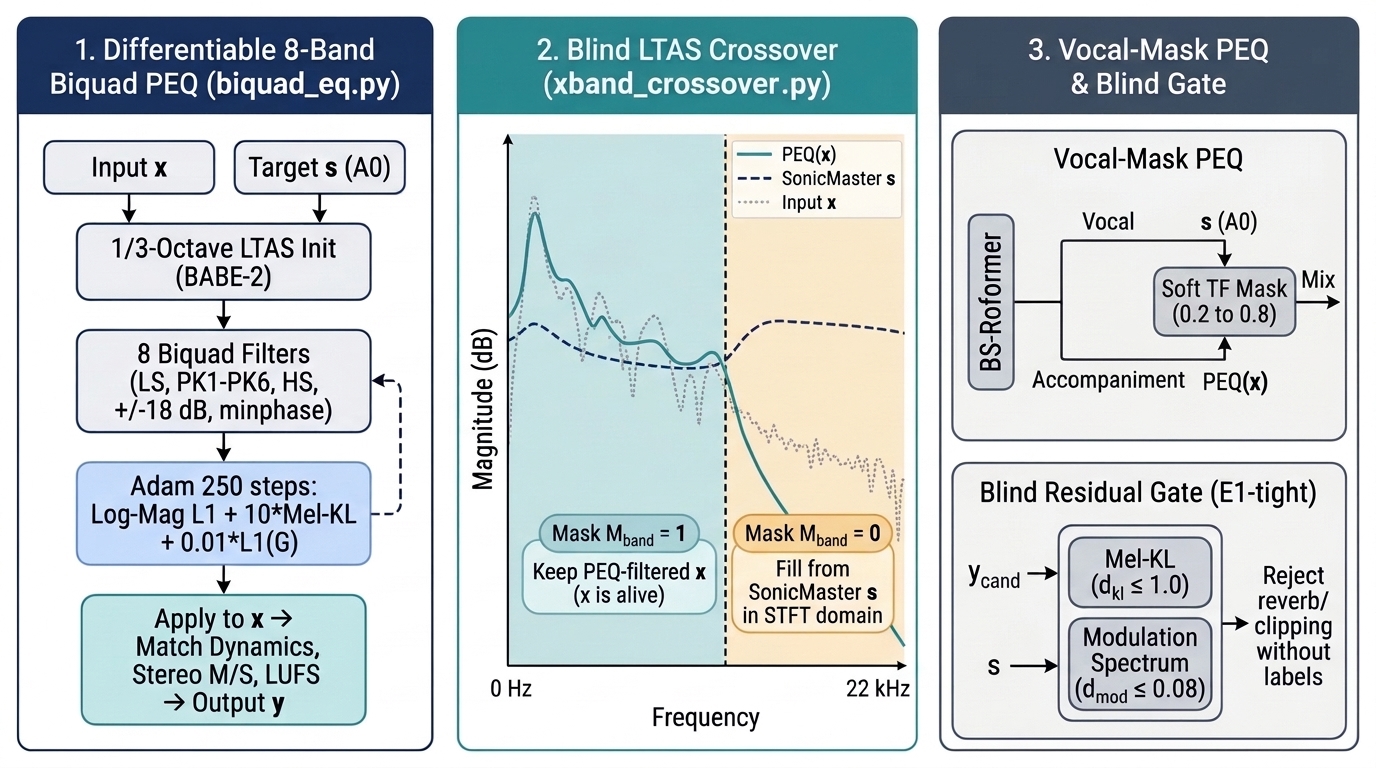 1. Differentiable 8-Band
Biquad PEQ (biquad_eq.py)
Input x
Target s (A0)
1/3-Octave LTAS Init
(BABE-2)
8 Biquad Filters
(LS, PK1-PK6, HS,
+/-18 dB, minphase)
Adam 250 steps:
Log-Mag L1 + 10*Mel-KL
+ 0.01*L1(G)
Apply to x →
Match Dynamics,
Stereo M/S, LUFS
→ Output y
2. Blind LTAS Crossover
(xband_crossover.py)
PEQ(x)
SonicMaster s
Input x
Magnitude (dB)
Mask M_band = 1
Keep PEQ-filtered x
(x is alive)
Mask M_band = 0
Fill from
SonicMaster s
in STFT domain
0 Hz
22 kHz
Frequency
3. Vocal-Mask PEQ
& Blind Gate
Vocal-Mask PEQ
BS-Roformer
Vocal
s (A0)
Soft TF Mask
(0.2 to 0.8)
Mix
Accompaniment
PEQ(x)
Blind Residual Gate (E1-tight)
y_cand
s
Mel-KL
(d_kl ≤ 1.0)
Modulation
Spectrum
(d_mod ≤ 0.08)
Reject
reverb/
clipping
without
labels